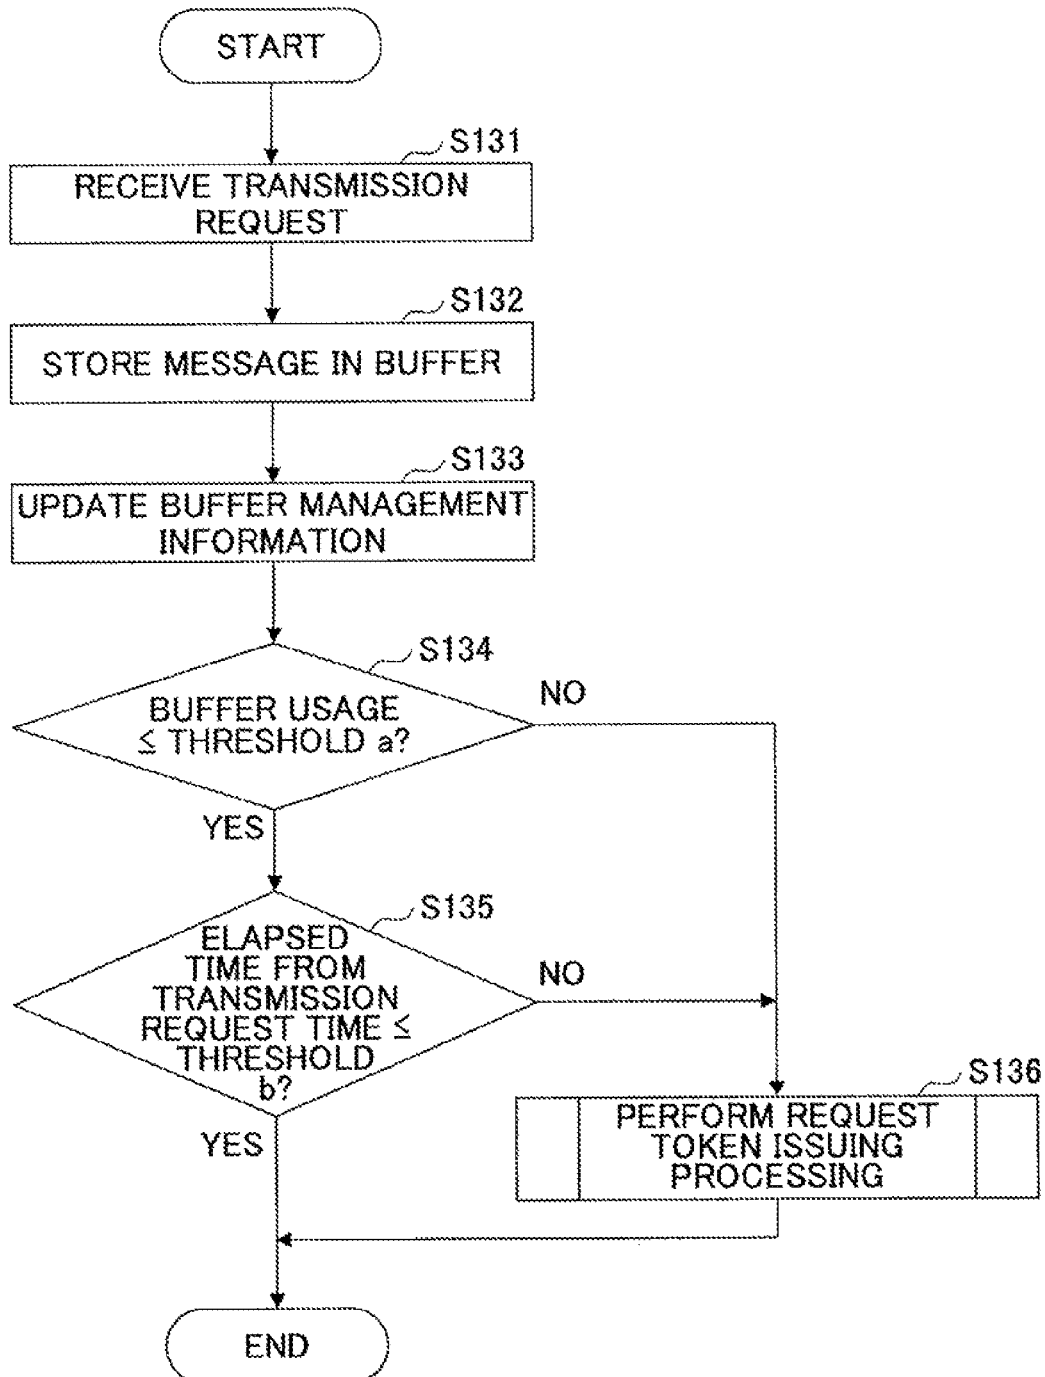 START
S131
RECEIVE TRANSMISSION
REQUEST
S132
STORE MESSAGE IN BUFFER
S133
UPDATE BUFFER MANAGEMENT
INFORMATION
S134
BUFFER USAGE
≤ THRESHOLD a?
NO
YES
S135
ELAPSED
TIME FROM
TRANSMISSION
REQUEST TIME ≤
THRESHOLD
b?
NO
YES
S136
PERFORM REQUEST
TOKEN ISSUING
PROCESSING
END